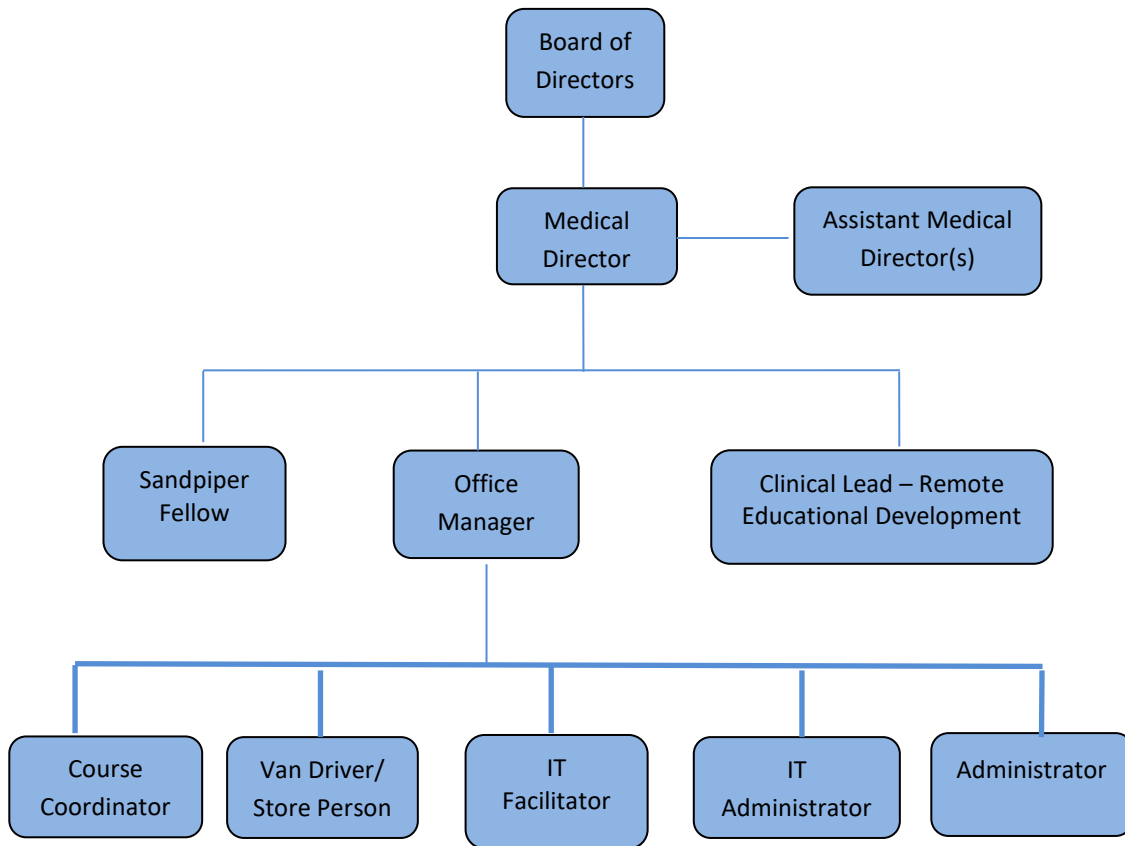 Board of
Directors
Medical
Director
Assistant Medical
Director(s)
Sandpiper
Fellow
Office
Manager
Clinical Lead – Remote
Educational Development
Course
Coordinator
Van Driver/
Store Person
IT
Facilitator
IT
Administrator
Administrator